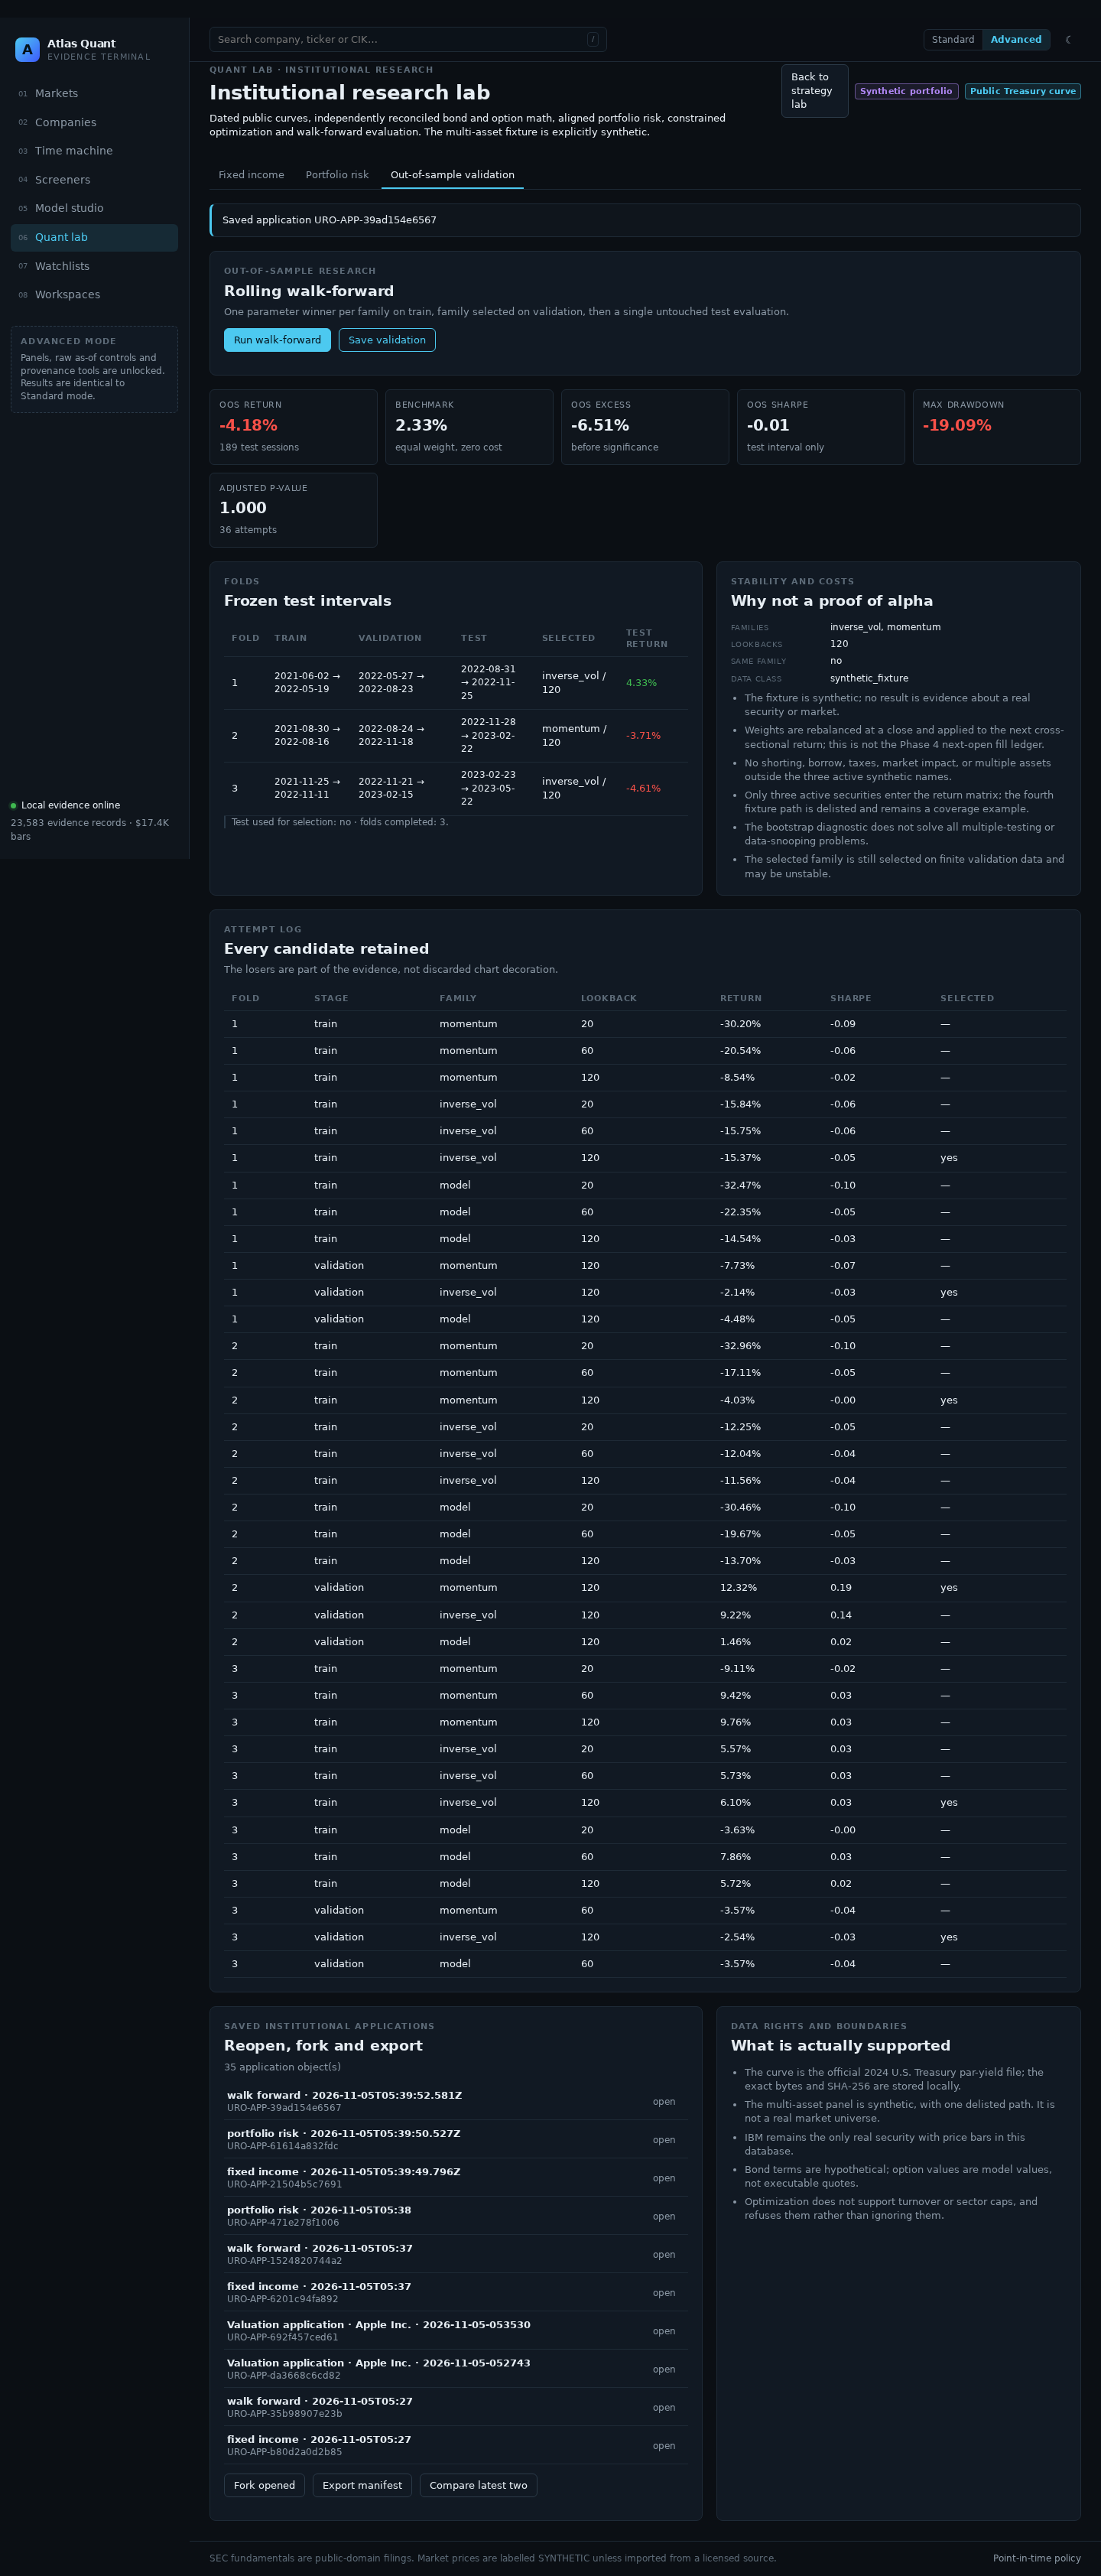 A
Atlas Quant
EVIDENCE TERMINAL
01 Markets
02 Companies
03 Time machine
04 Screeners
05 Model studio
06 Quant lab
07 Watchlists
08 Workspaces
ADVANCED MODE
Panels, raw as-of controls and
provenance tools are unlocked.
Results are identical to
Standard mode.
Local evidence online
23,583 evidence records · $17.4K
bars
Search company, ticker or CIK... /
Standard Advanced ☾
QUANT LAB · INSTITUTIONAL RESEARCH
Institutional research lab
Dated public curves, independently reconciled bond and option math, aligned portfolio risk, constrained
optimization and walk-forward evaluation. The multi-asset fixture is explicitly synthetic.
Back to
strategy
lab
Synthetic portfolio
Public Treasury curve
Fixed income Portfolio risk Out-of-sample validation
Saved application URO-APP-39ad154e6567
OUT-OF-SAMPLE RESEARCH
Rolling walk-forward
One parameter winner per family on train, family selected on validation, then a single untouched test evaluation.
Run walk-forward Save validation
OOS RETURN
-4.18%
189 test sessions
BENCHMARK
2.33%
equal weight, zero cost
OOS EXCESS
-6.51%
before significance
OOS SHARPE
-0.01
test interval only
MAX DRAWDOWN
-19.09%
ADJUSTED P-VALUE
1.000
36 attempts
FOLDS
Frozen test intervals
FOLD TRAIN VALIDATION TEST SELECTED TEST RETURN
1 2021-06-02 → 2022-05-19 2022-05-27 → 2022-08-23 2022-08-31 → 2022-11-25 inverse_vol / 120 4.33%
2 2021-08-30 → 2022-08-16 2022-08-24 → 2022-11-18 2022-11-28 → 2023-02-22 momentum / 120 -3.71%
3 2021-11-25 → 2022-11-11 2022-11-21 → 2023-02-15 2023-02-23 → 2023-05-22 inverse_vol / 120 -4.61%
Test used for selection: no · folds completed: 3.
STABILITY AND COSTS
Why not a proof of alpha
FAMILIES inverse_vol, momentum
LOOKBACKS 120
SAME FAMILY no
DATA CLASS synthetic_fixture
• The fixture is synthetic; no result is evidence about a real
security or market.
• Weights are rebalanced at a close and applied to the next cross-
sectional return; this is not the Phase 4 next-open fill ledger.
• No shorting, borrow, taxes, market impact, or multiple assets
outside the three active synthetic names.
• Only three active securities enter the return matrix; the fourth
fixture path is delisted and remains a coverage example.
• The bootstrap diagnostic does not solve all multiple-testing or
data-snooping problems.
• The selected family is still selected on finite validation data and
may be unstable.
ATTEMPT LOG
Every candidate retained
The losers are part of the evidence, not discarded chart decoration.
FOLD STAGE FAMILY LOOKBACK RETURN SHARPE SELECTED
1 train momentum 20 -30.20% -0.09 —
1 train momentum 60 -20.54% -0.06 —
1 train momentum 120 -8.54% -0.02 —
1 train inverse_vol 20 -15.84% -0.06 —
1 train inverse_vol 60 -15.75% -0.06 —
1 train inverse_vol 120 -15.37% -0.05 yes
1 train model 20 -32.47% -0.10 —
1 train model 60 -22.35% -0.05 —
1 train model 120 -14.54% -0.03 —
1 validation momentum 120 -7.73% -0.07 —
1 validation inverse_vol 120 -2.14% -0.03 yes
1 validation model 120 -4.48% -0.05 —
2 train momentum 20 -32.96% -0.10 —
2 train momentum 60 -17.11% -0.05 —
2 train momentum 120 -4.03% -0.00 yes
2 train inverse_vol 20 -12.25% -0.05 —
2 train inverse_vol 60 -12.04% -0.04 —
2 train inverse_vol 120 -11.56% -0.04 —
2 train model 20 -30.46% -0.10 —
2 train model 60 -19.67% -0.05 —
2 train model 120 -13.70% -0.03 —
2 validation momentum 120 12.32% 0.19 yes
2 validation inverse_vol 120 9.22% 0.14 —
2 validation model 120 1.46% 0.02 —
3 train momentum 20 -9.11% -0.02 —
3 train momentum 60 9.42% 0.03 —
3 train momentum 120 9.76% 0.03 —
3 train inverse_vol 20 5.57% 0.03 —
3 train inverse_vol 60 5.73% 0.03 —
3 train inverse_vol 120 6.10% 0.03 yes
3 train model 20 -3.63% -0.00 —
3 train model 60 7.86% 0.03 —
3 train model 120 5.72% 0.02 —
3 validation momentum 60 -3.57% -0.04 —
3 validation inverse_vol 120 -2.54% -0.03 yes
3 validation model 60 -3.57% -0.04 —
SAVED INSTITUTIONAL APPLICATIONS
Reopen, fork and export
35 application object(s)
walk forward · 2026-11-05T05:39:52.581Z
URO-APP-39ad154e6567 open
portfolio risk · 2026-11-05T05:39:50.527Z
URO-APP-61614a832fdc open
fixed income · 2026-11-05T05:39:49.796Z
URO-APP-21504b5c7691 open
portfolio risk · 2026-11-05T05:38
URO-APP-471e278f1006 open
walk forward · 2026-11-05T05:37
URO-APP-1524820744a2 open
fixed income · 2026-11-05T05:37
URO-APP-6201c94fa892 open
Valuation application · Apple Inc. · 2026-11-05-053530
URO-APP-692f457ced61 open
Valuation application · Apple Inc. · 2026-11-05-052743
URO-APP-da3668c6cd82 open
walk forward · 2026-11-05T05:27
URO-APP-35b98907e23b open
fixed income · 2026-11-05T05:27
URO-APP-b80d2a0d2b85 open
Fork opened Export manifest Compare latest two
DATA RIGHTS AND BOUNDARIES
What is actually supported
• The curve is the official 2024 U.S. Treasury par-yield file; the
exact bytes and SHA-256 are stored locally.
• The multi-asset panel is synthetic, with one delisted path. It is
not a real market universe.
• IBM remains the only real security with price bars in this
database.
• Bond terms are hypothetical; option values are model values,
not executable quotes.
• Optimization does not support turnover or sector caps, and
refuses them rather than ignoring them.
SEC fundamentals are public-domain filings. Market prices are labelled SYNTHETIC unless imported from a licensed source.
Point-in-time policy